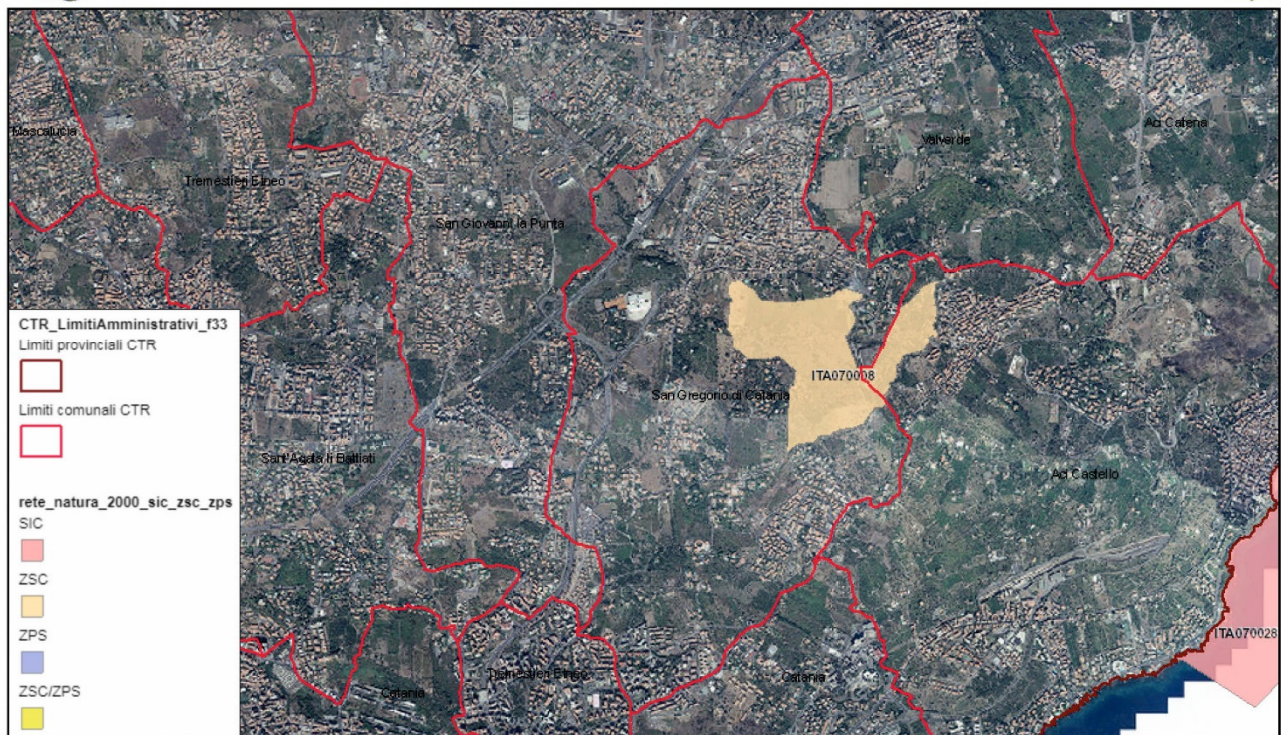 Mascalucia
Tremestieri Etneo
San Giovanni la Punta
Valverde
Aci Catena
ITA070008
San Gregorio di Catania
Sant'Agata li Battiati
Aci Castello
ITA070028
Catania
Tremestieri Etneo
Catania
CTR_LimitiAmministrativi_f33
Limiti provinciali CTR
Limiti comunali CTR
rete_natura_2000_sic_zsc_zps
SIC
ZSC
ZPS
ZSC/ZPS